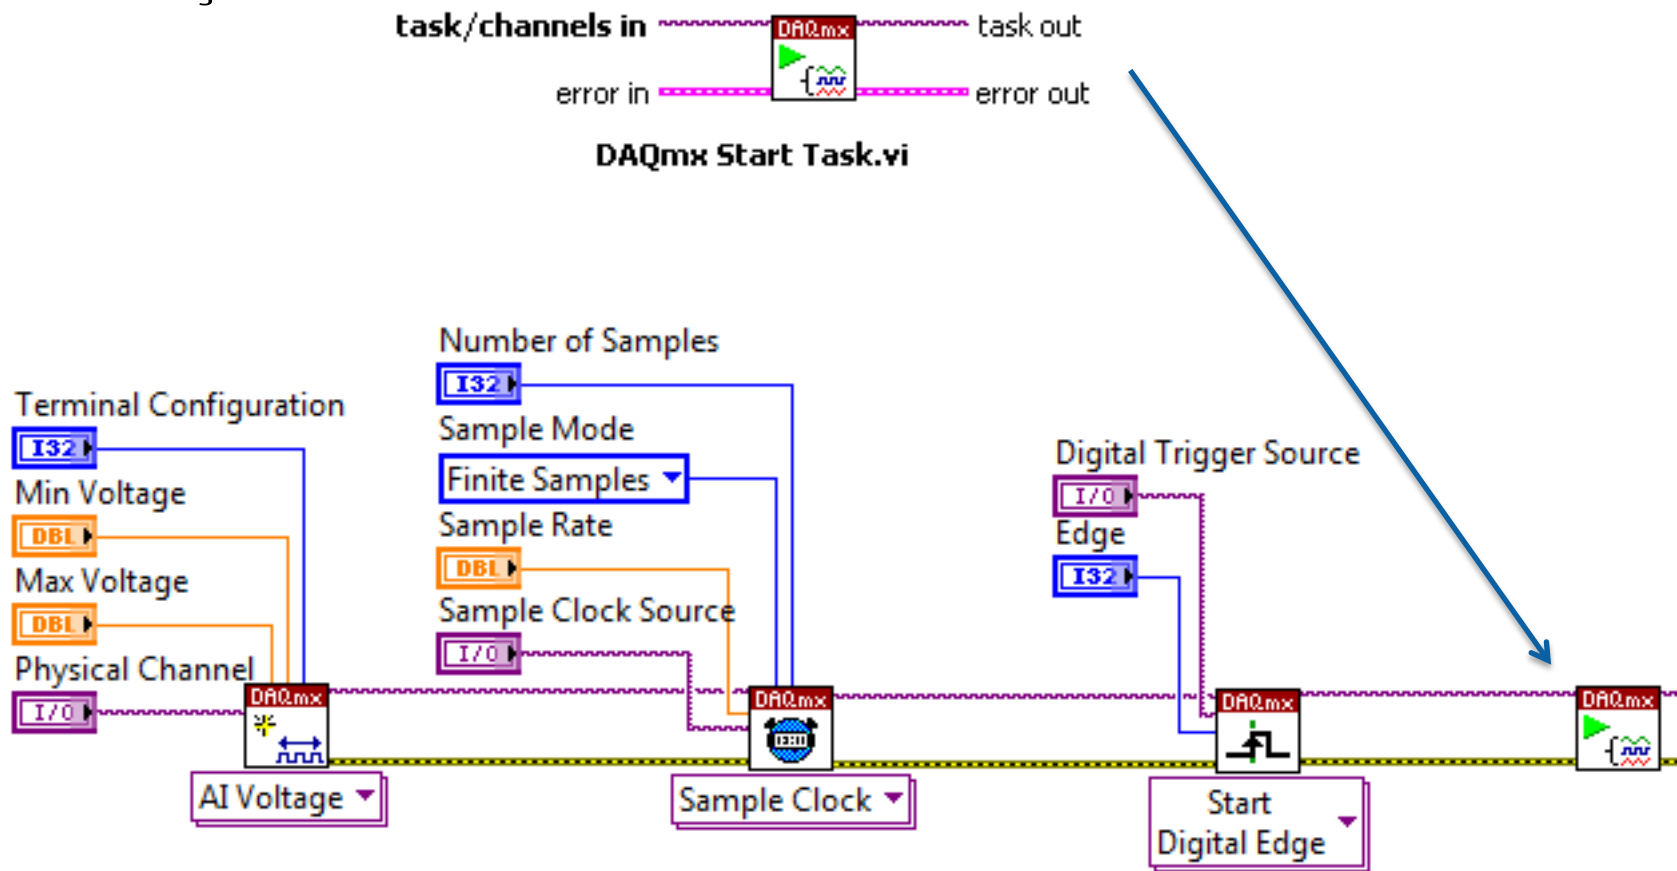 task/channels in
DAQmx
task out
error in
error out
DAQmx Start Task.vi
Number of Samples
I32
Terminal Configuration
I32
Sample Mode
Finite Samples
Digital Trigger Source
I/O
Min Voltage
DBL
Sample Rate
DBL
Edge
I32
Max Voltage
DBL
Sample Clock Source
I/O
Physical Channel
I/O
DAQmx
DAQmx
DAQmx
DAQmx
AI Voltage
Sample Clock
Start
Digital Edge